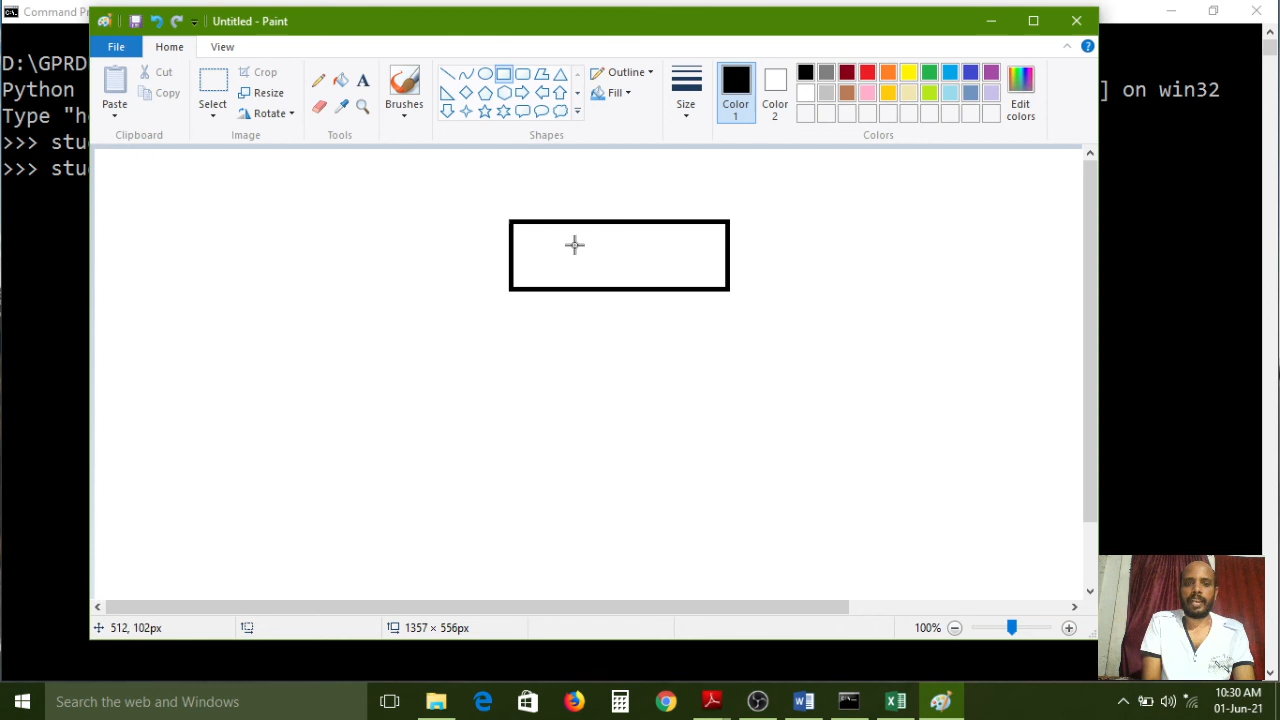 Command P
Untitled - Paint
File
Home
View
Paste
Cut
Copy
Clipboard
Select
Crop
Resize
Rotate
Image
Tools
Brushes
Shapes
Outline
Fill
Size
Color
1
Color
2
Edit
colors
Colors
D:\GPRD
Python
] on win32
Type "he
>>> stu
>>> stu
512, 102px
1357 × 556px
100%
Search the web and Windows
10:30 AM
01-Jun-21